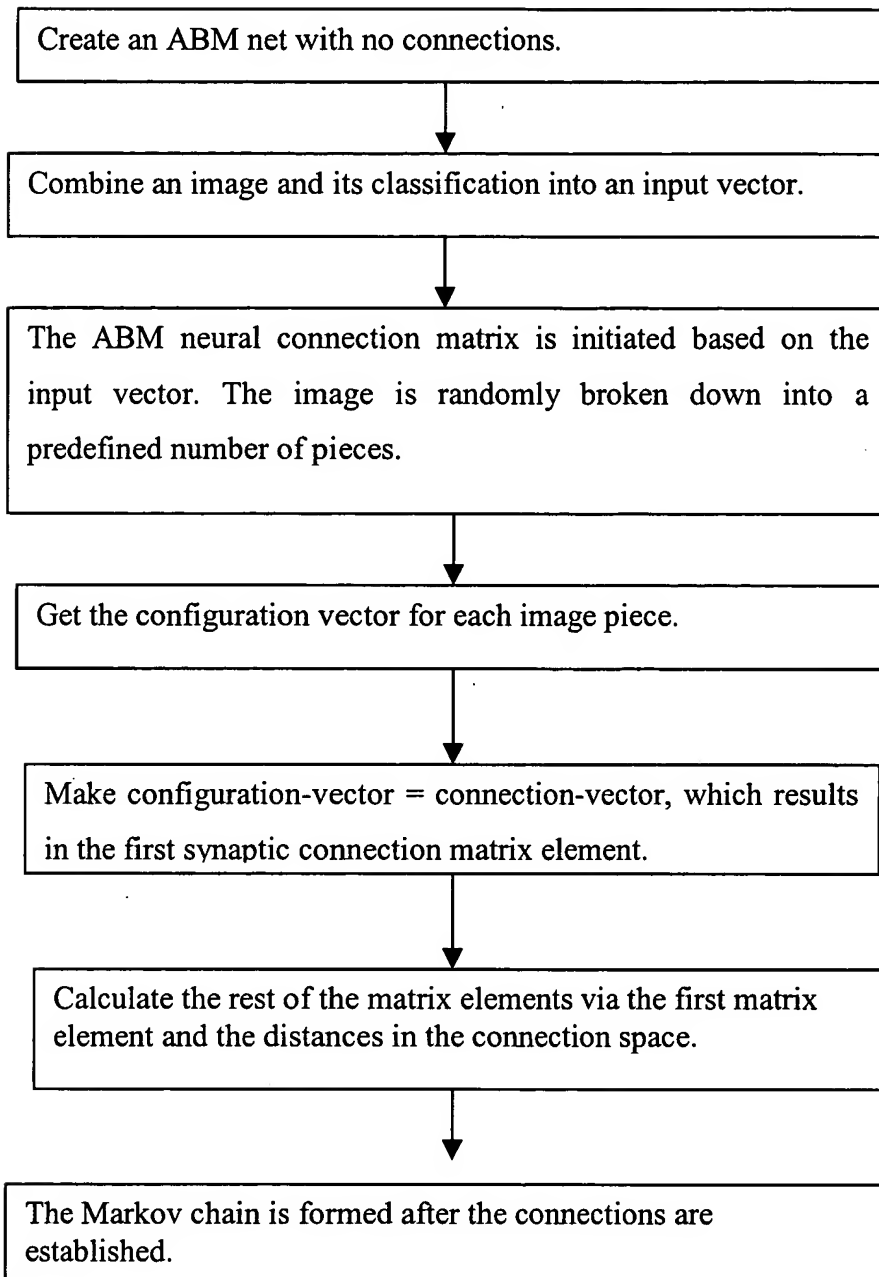 Create an ABM net with no connections.
Combine an image and its classification into an input vector.
The ABM neural connection matrix is initiated based on the
input vector. The image is randomly broken down into a
predefined number of pieces.
Get the configuration vector for each image piece.
Make configuration-vector = connection-vector, which results
in the first synaptic connection matrix element.
Calculate the rest of the matrix elements via the first matrix
element and the distances in the connection space.
The Markov chain is formed after the connections are
established.